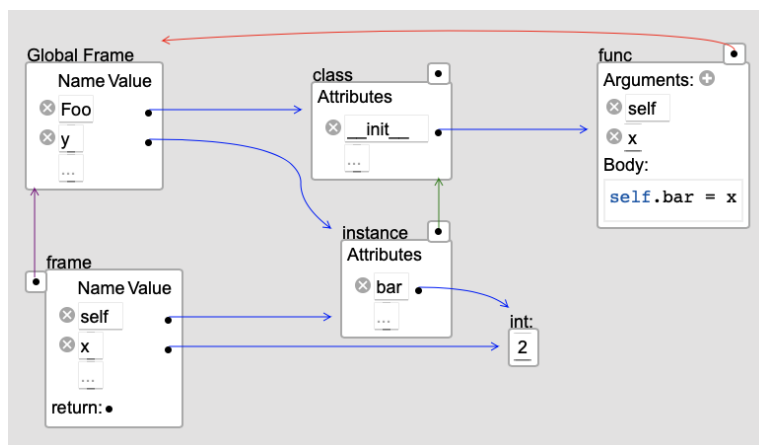 Global Frame
Name Value
Foo
y
...
class
Attributes
__init__
...
func
Arguments:
self
x
Body:
self.bar = x
instance
Attributes
bar
...
frame
Name Value
self
x
...
return:
int:
2